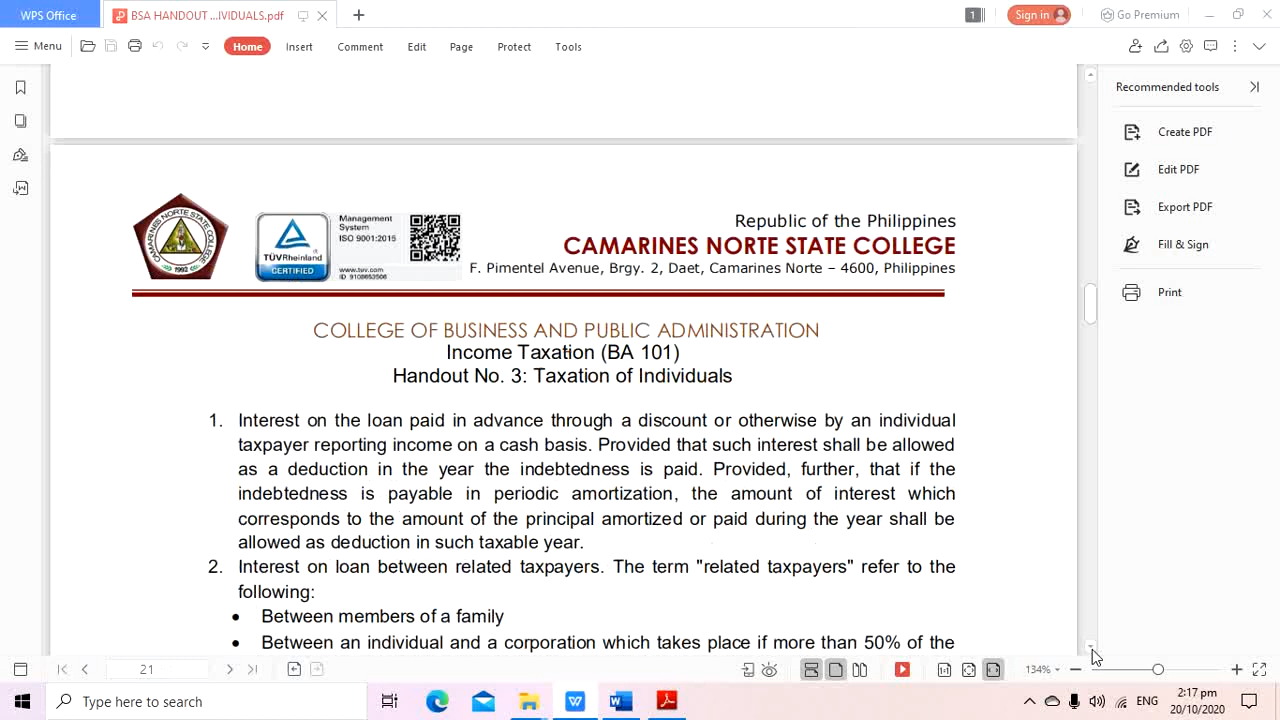 WPS Office
BSA HANDOUT ...IVIDUALS.pdf
1
Sign in
Go Premium
Menu
Home
Insert
Comment
Edit
Page
Protect
Tools
Recommended tools
Create PDF
Edit PDF
Export PDF
Fill & Sign
Print
CAMARINES NORTE STATE COLLEGE
1992
TÜVRheinland
CERTIFIED
Management
System
ISO 9001:2015
www.tuv.com
ID 9108653506
Republic of the Philippines
CAMARINES NORTE STATE COLLEGE
F. Pimentel Avenue, Brgy. 2, Daet, Camarines Norte – 4600, Philippines
COLLEGE OF BUSINESS AND PUBLIC ADMINISTRATION
Income Taxation (BA 101)
Handout No. 3: Taxation of Individuals
1. Interest on the loan paid in advance through a discount or otherwise by an individual
taxpayer reporting income on a cash basis. Provided that such interest shall be allowed
as a deduction in the year the indebtedness is paid. Provided, further, that if the
indebtedness is payable in periodic amortization, the amount of interest which
corresponds to the amount of the principal amortized or paid during the year shall be
allowed as deduction in such taxable year.
2. Interest on loan between related taxpayers. The term "related taxpayers" refer to the
following:
• Between members of a family
• Between an individual and a corporation which takes place if more than 50% of the
21
134%
Type here to search
ENG
2:17 pm
20/10/2020